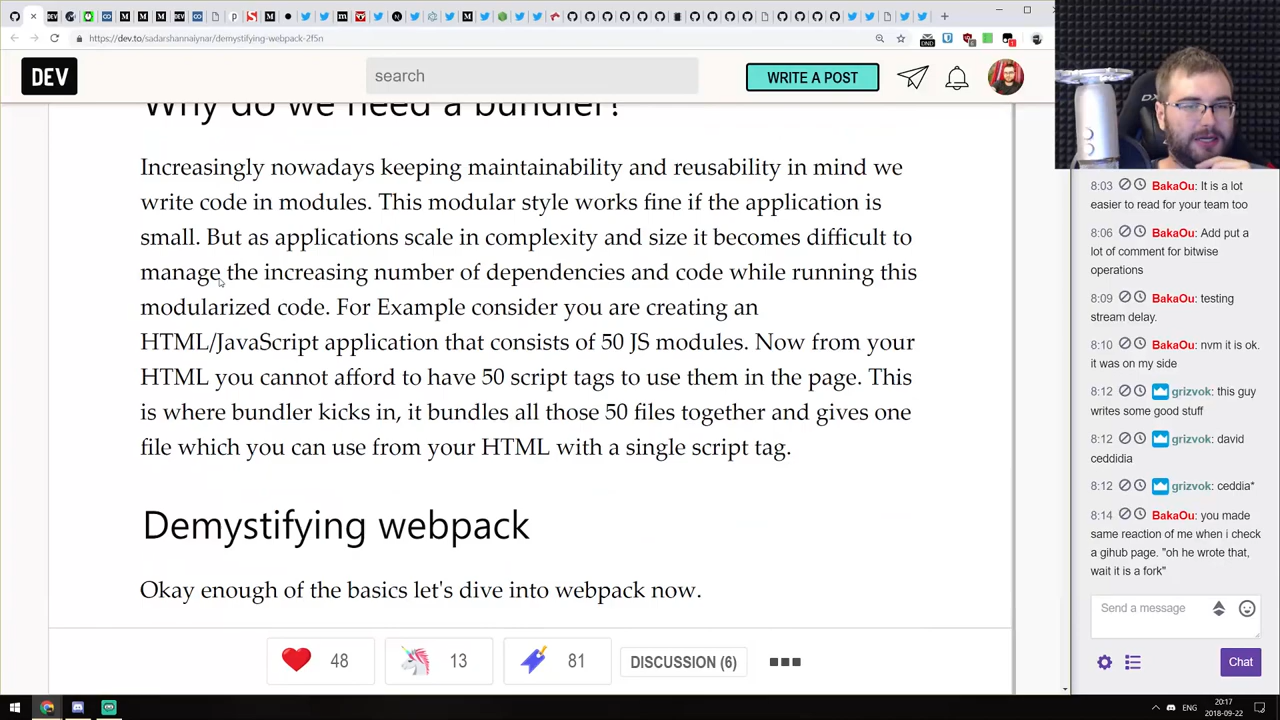 https://dev.to/sadarshannaiynar/demystifying-webpack-2f5n
DEV
search
WRITE A POST
Why do we need a bundler?
Increasingly nowadays keeping maintainability and reusability in mind we
write code in modules. This modular style works fine if the application is
small. But as applications scale in complexity and size it becomes difficult to
manage the increasing number of dependencies and code while running this
modularized code. For Example consider you are creating an
HTML/JavaScript application that consists of 50 JS modules. Now from your
HTML you cannot afford to have 50 script tags to use them in the page. This
is where bundler kicks in, it bundles all those 50 files together and gives one
file which you can use from your HTML with a single script tag.
Demystifying webpack
Okay enough of the basics let's dive into webpack now.
48
13
81
DISCUSSION (6)
8:03 BakaOu: It is a lot
easier to read for your team too
8:06 BakaOu: Add put a
lot of comment for bitwise
operations
8:09 BakaOu: testing
stream delay.
8:10 BakaOu: nvm it is ok.
it was on my side
8:12 grizvok: this guy
writes some good stuff
8:12 grizvok: david
ceddidia
8:12 grizvok: ceddia*
8:14 BakaOu: you made
same reaction of me when i check
a gihub page. "oh he wrote that,
wait it is a fork"
Send a message
Chat
ENG
20:17
2018-09-22